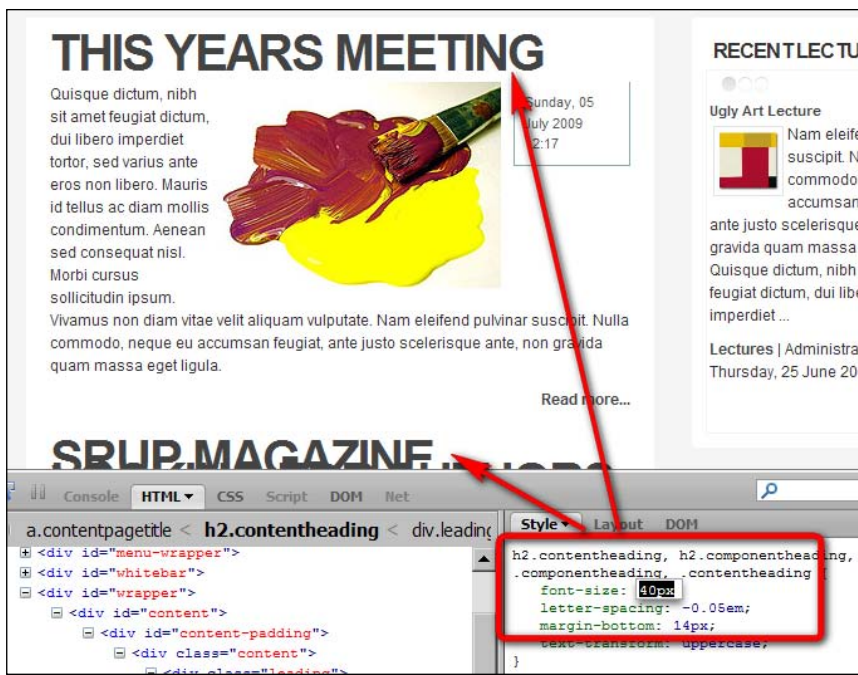 THIS YEARS MEETING
Quisque dictum, nibh
sit amet feugiat dictum,
dui libero imperdiet
tortor, sed varius ante
eros non libero. Mauris
id tellus ac diam mollis
condimentum. Aenean
sed consequat nisl.
Morbi cursus
sollicitudin ipsum.
Vivamus non diam vitae velit aliquam vulputate. Nam eleifend pulvinar suscipit. Nulla
commodo, neque eu accumsan feugiat, ante justo scelerisque ante, non gravida
quam massa eget ligula.
Read more...
Sunday, 05
July 2009
2:17
SRUP MAGAZINE
RECENT LECTU
Ugly Art Lecture
Nam eleife
suscipit. N
commodo
accumsan
ante justo scelerisque
gravida quam massa
Quisque dictum, nibh
feugiat dictum, dui libe
imperdiet ...
Lectures | Administra
Thursday, 25 June 20
Console HTML CSS Script DOM Net
a.contentpagetitle < h2.contentheading < div.leading
<div id="menu-wrapper">
<div id="whitebar">
<div id="wrapper">
<div id="content">
<div id="content-padding">
<div class="content">
<div class="leading">
Style Layout DOM
h2.contentheading, h2.componentheading,
.componentheading, .contentheading {
font-size: 40px
letter-spacing: -0.05em;
margin-bottom: 14px;
text-transform: uppercase;
}